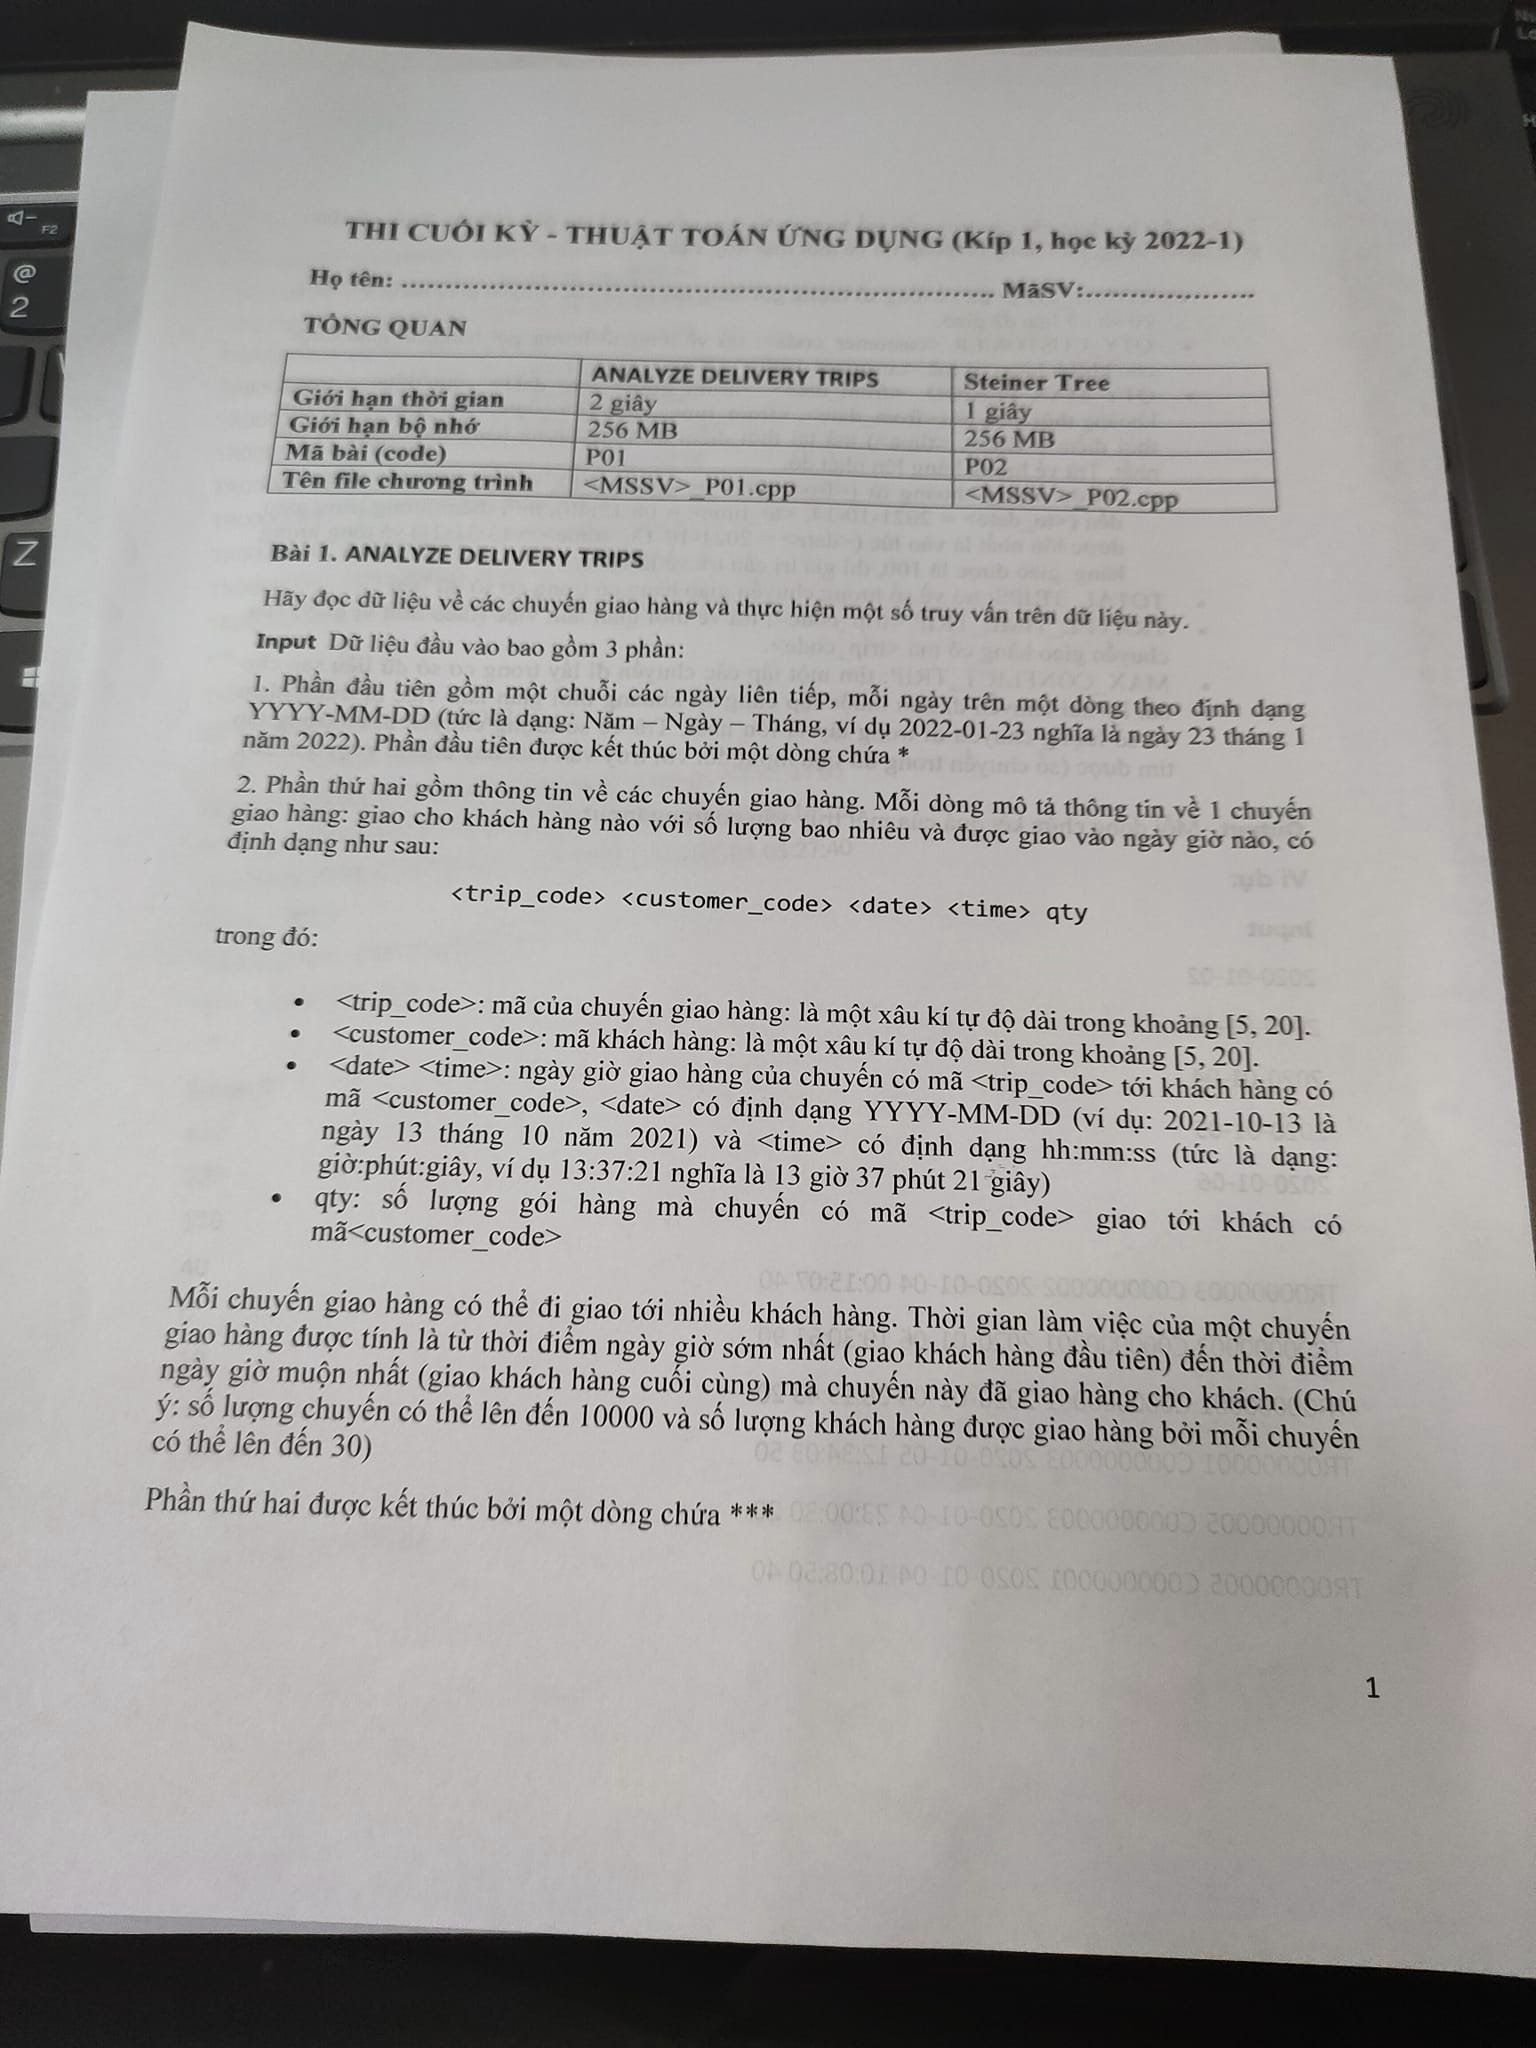 THI CUỐI KỲ - THUẬT TOÁN ỨNG DỤNG (Kíp 1, học kỳ 2022-1)
Họ tên: ........................................................................ MãSV:....................
TỔNG QUAN
ANALYZE DELIVERY TRIPS Steiner Tree
Giới hạn thời gian 2 giây 1 giây
Giới hạn bộ nhớ 256 MB 256 MB
Mã bài (code) P01 P02
Tên file chương trình <MSSV>_P01.cpp <MSSV>_P02.cpp
Bài 1. ANALYZE DELIVERY TRIPS
Hãy đọc dữ liệu về các chuyến giao hàng và thực hiện một số truy vấn trên dữ liệu này.
Input Dữ liệu đầu vào bao gồm 3 phần:
1. Phần đầu tiên gồm một chuỗi các ngày liên tiếp, mỗi ngày trên một dòng theo định dạng
YYYY-MM-DD (tức là dạng: Năm – Ngày – Tháng, ví dụ 2022-01-23 nghĩa là ngày 23 tháng 1
năm 2022). Phần đầu tiên được kết thúc bởi một dòng chứa *
2. Phần thứ hai gồm thông tin về các chuyến giao hàng. Mỗi dòng mô tả thông tin về 1 chuyến
giao hàng: giao cho khách hàng nào với số lượng bao nhiêu và được giao vào ngày giờ nào, có
định dạng như sau:
<trip_code> <customer_code> <date> <time> qty
trong đó:
• <trip_code>: mã của chuyến giao hàng: là một xâu kí tự độ dài trong khoảng [5, 20].
• <customer_code>: mã khách hàng: là một xâu kí tự độ dài trong khoảng [5, 20].
• <date> <time>: ngày giờ giao hàng của chuyến có mã <trip_code> tới khách hàng có
mã <customer_code>, <date> có định dạng YYYY-MM-DD (ví dụ: 2021-10-13 là
ngày 13 tháng 10 năm 2021) và <time> có định dạng hh:mm:ss (tức là dạng:
giờ:phút:giây, ví dụ 13:37:21 nghĩa là 13 giờ 37 phút 21 giây)
• qty: số lượng gói hàng mà chuyến có mã <trip_code> giao tới khách có
mã<customer_code>
Mỗi chuyến giao hàng có thể đi giao tới nhiều khách hàng. Thời gian làm việc của một chuyến
giao hàng được tính là từ thời điểm ngày giờ sớm nhất (giao khách hàng đầu tiên) đến thời điểm
ngày giờ muộn nhất (giao khách hàng cuối cùng) mà chuyến này đã giao hàng cho khách. (Chú
ý: số lượng chuyến có thể lên đến 10000 và số lượng khách hàng được giao hàng bởi mỗi chuyến
có thể lên đến 30)
Phần thứ hai được kết thúc bởi một dòng chứa ***
1